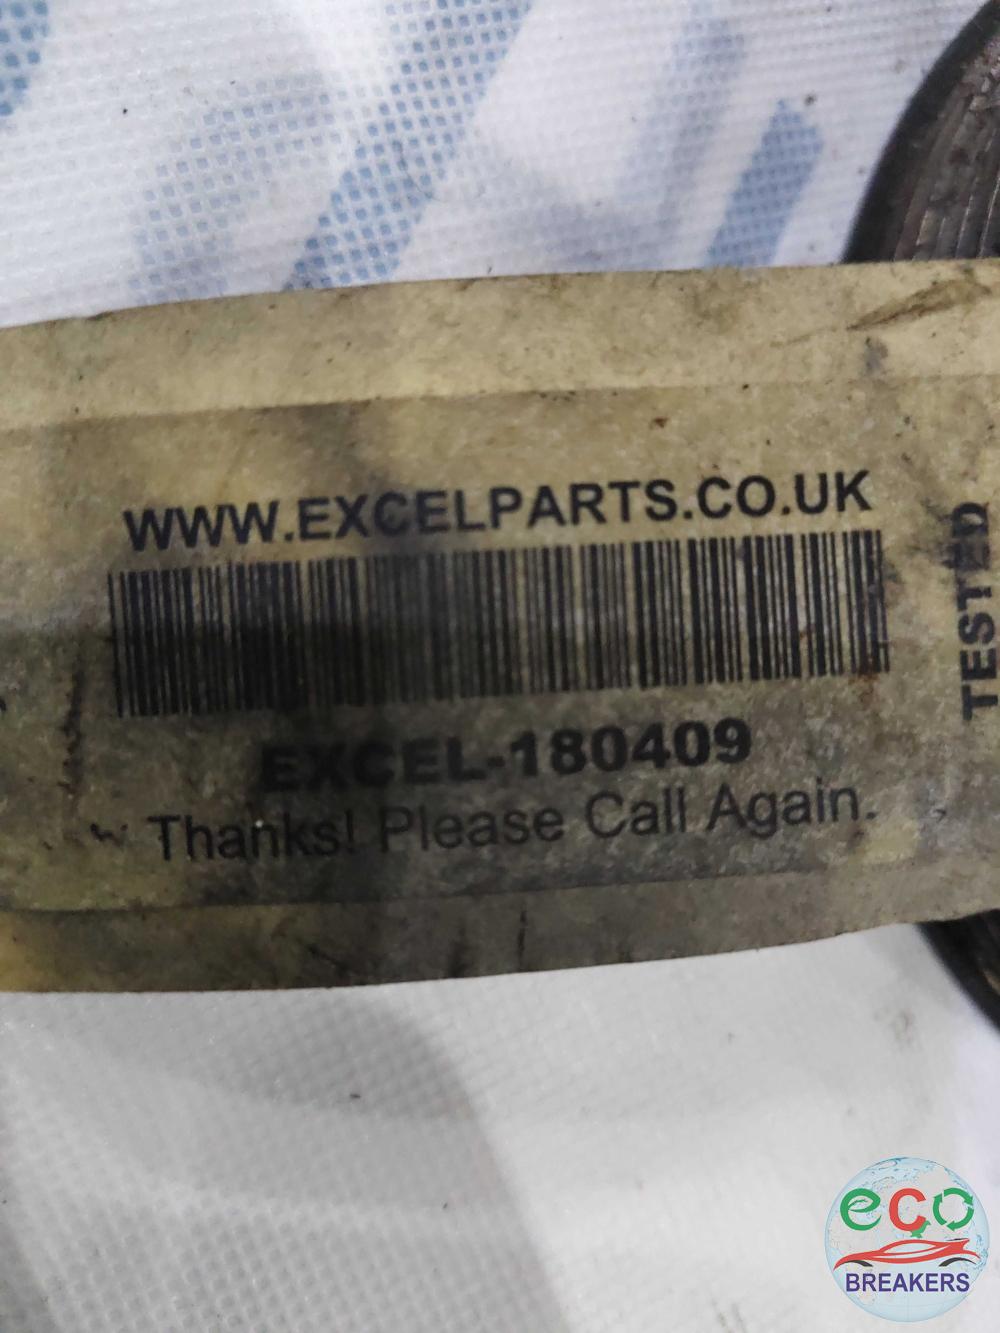 WWW.EXCELPARTS.CO.UK
EXCEL-180409
Thanks! Please Call Again.
TESTED
eco
BREAKERS